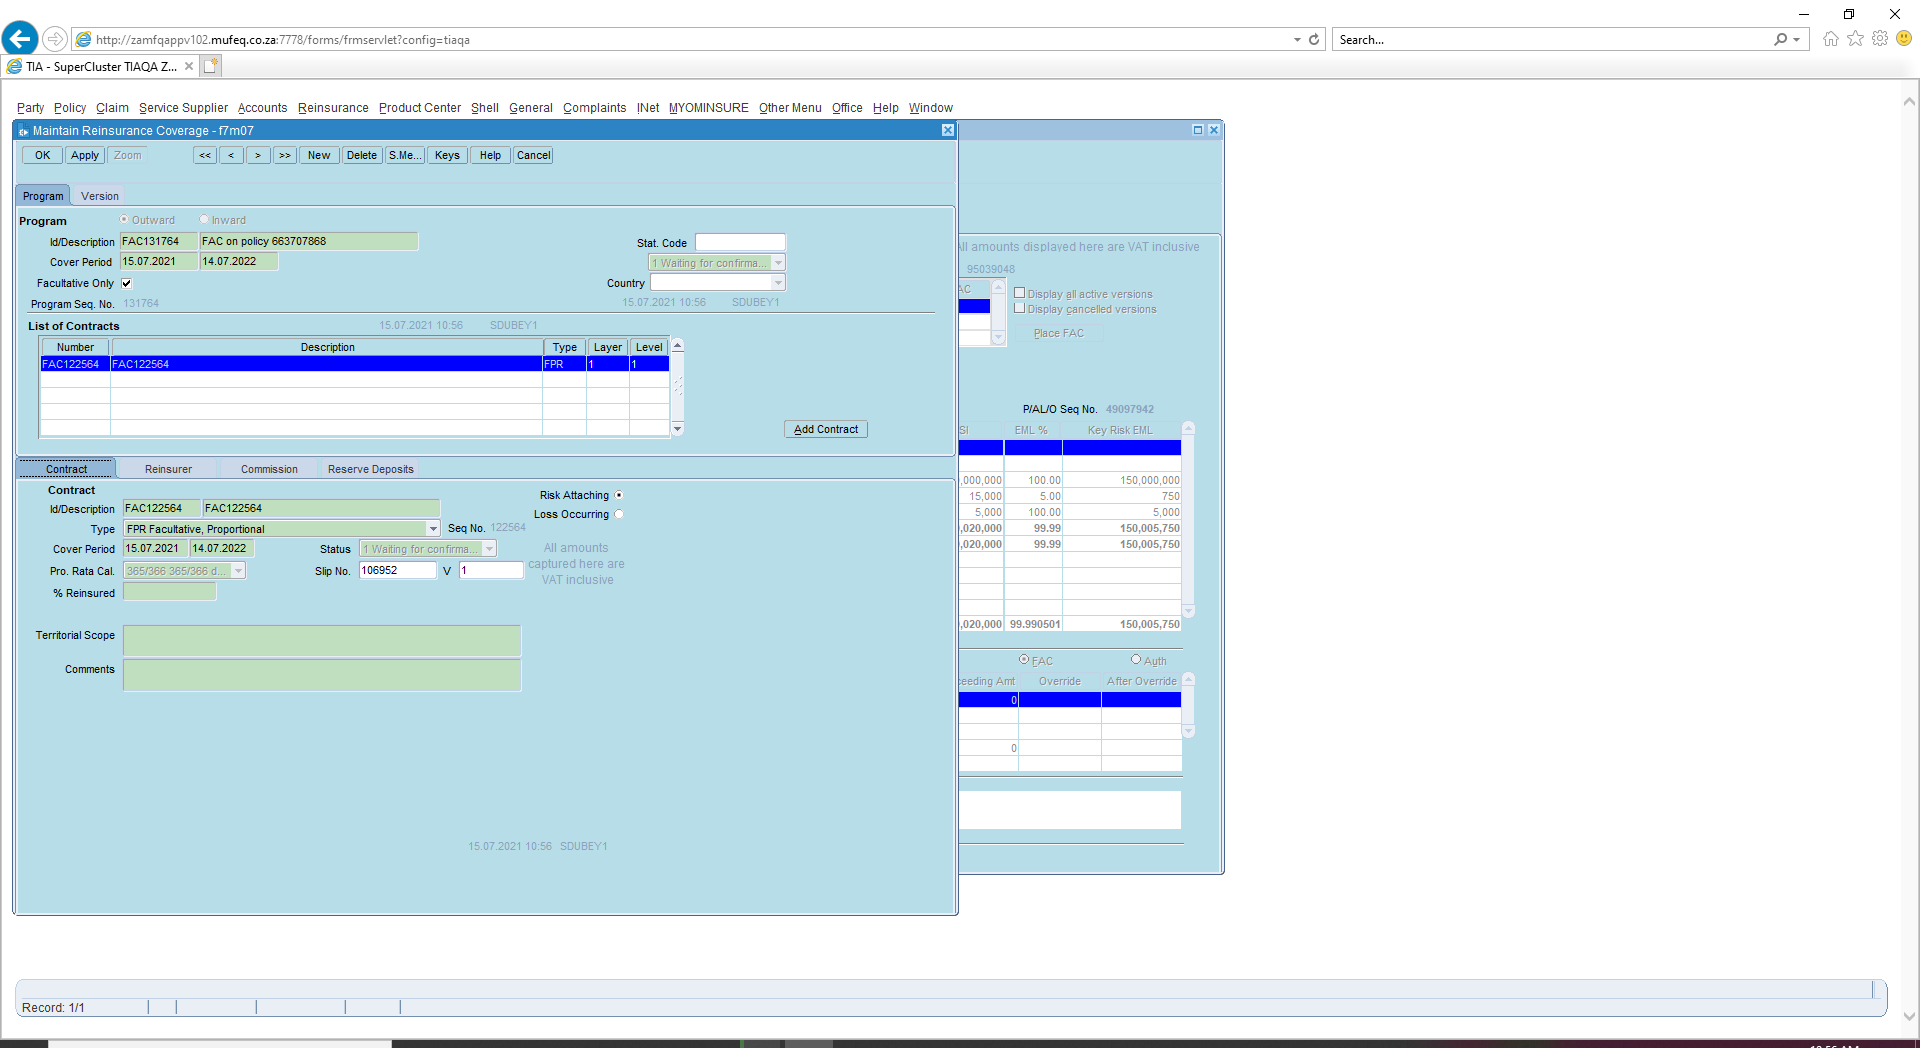 http://zamfqappv102.mufeq.co.za:7778/forms/frmservlet?config=tiaqa
Search...
TIA - SuperCluster TIAQA Z...
Party Policy Claim Service Supplier Accounts Reinsurance Product Center Shell General Complaints INet MYOMINSURE Other Menu Office Help Window
Maintain Reinsurance Coverage - f7m07
OK Apply Zoom << < > >> New Delete S.Me... Keys Help Cancel
Program Version
Program Outward Inward
Id/Description FAC131764 FAC on policy 663707868 Stat. Code
Cover Period 15.07.2021 14.07.2022 1 Waiting for confirma...
Facultative Only Country
Program Seq. No. 131764 15.07.2021 10:56 SDUBEY1
List of Contracts 15.07.2021 10:56 SDUBEY1
Number Description Type Layer Level
FAC122564 FAC122564 FPR 1 1
Add Contract
Contract Reinsurer Commission Reserve Deposits
Contract Risk Attaching
Id/Description FAC122564 FAC122564 Loss Occurring
Type FPR Facultative, Proportional Seq No. 122564
Cover Period 15.07.2021 14.07.2022 Status 1 Waiting for confirma...
All amounts
captured here are
VAT inclusive
Pro. Rata Cal. 365/366 365/366 d... Slip No. 106952 V 1
% Reinsured
Territorial Scope
Comments
15.07.2021 10:56 SDUBEY1
All amounts displayed here are VAT inclusive
95039048
AC
Display all active versions
Display cancelled versions
Place FAC
P/AL/O Seq No. 49097942
SI EML % Key Risk EML
,000,000 100.00 150,000,000
15,000 5.00 750
5,000 100.00 5,000
,020,000 99.99 150,005,750
,020,000 99.99 150,005,750
,020,000 99.990501 150,005,750
FAC Auth
ceeding Amt Override After Override
0
0
Record: 1/1